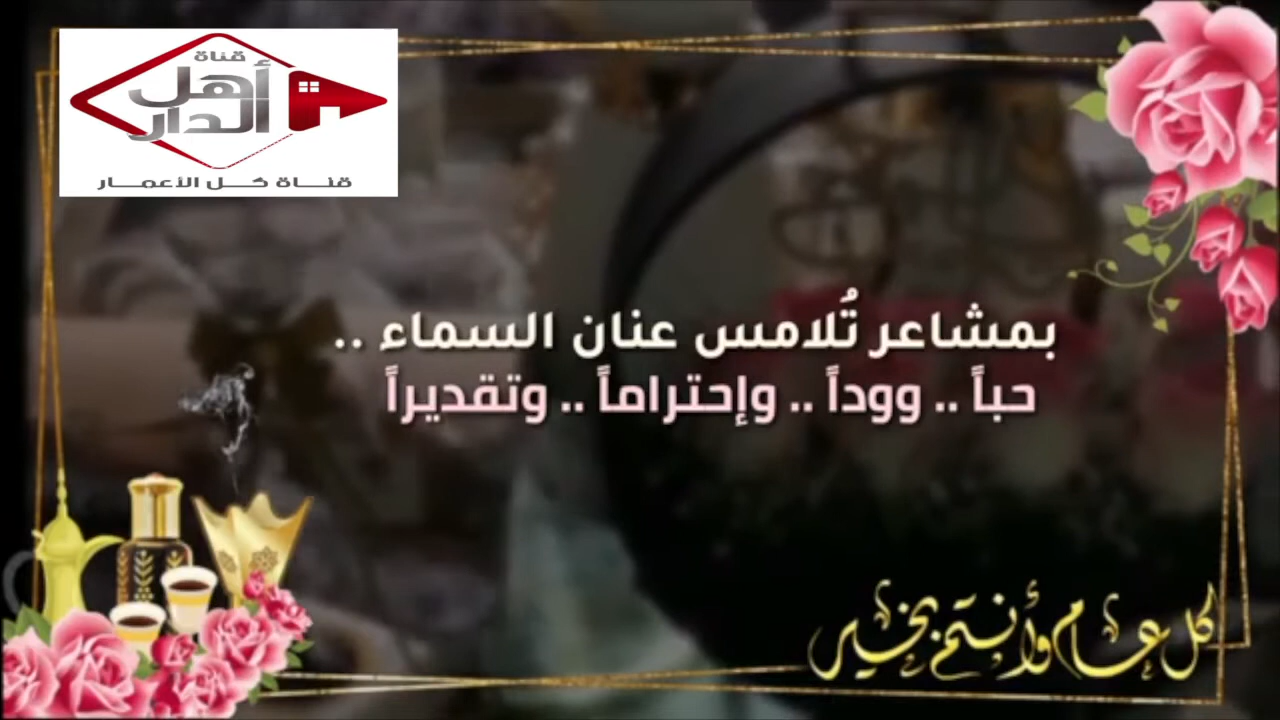 قناة
أهل
الدار
قناة كل الأعمار
بمشاعر تُلامس عنان السماء ..
حباً .. ووداً .. وإحتراماً .. وتقديراً
كل عام وأنتم بخير